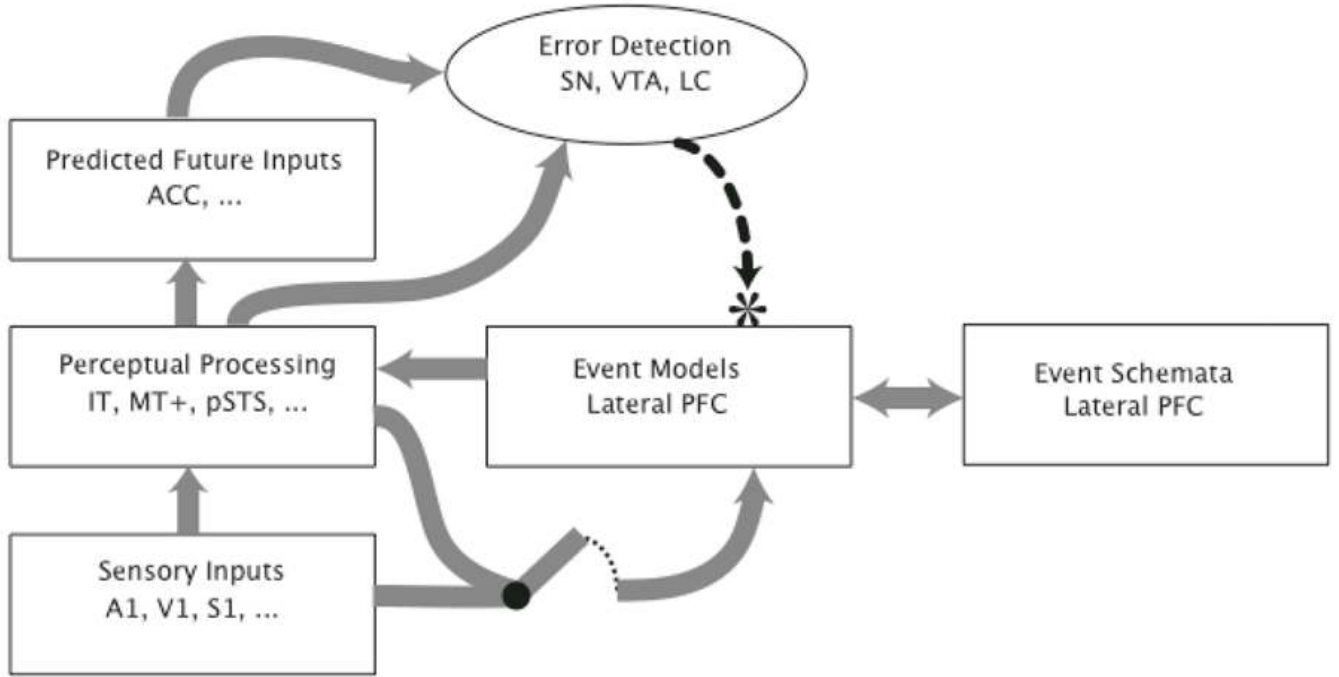 Error Detection
SN, VTA, LC
Predicted Future Inputs
ACC, ...
Perceptual Processing
IT, MT+, pSTS, ...
Event Models
Lateral PFC
Event Schemata
Lateral PFC
Sensory Inputs
A1, V1, S1, ...